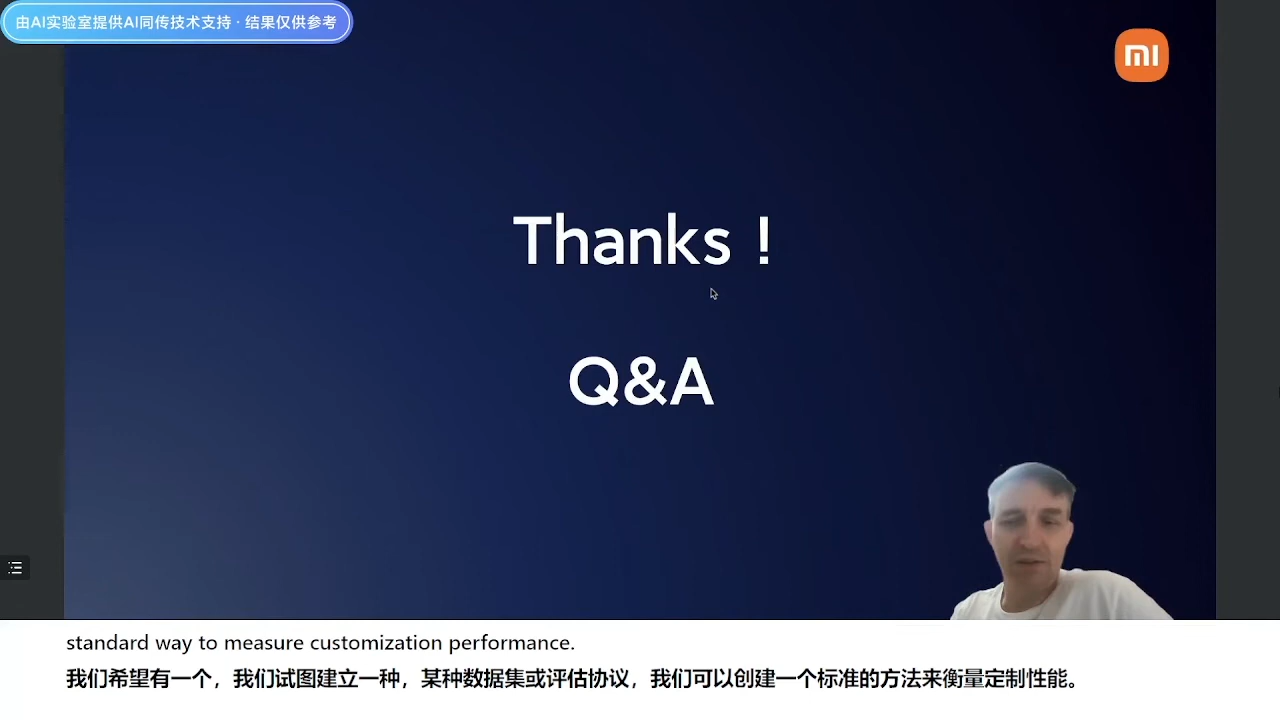 由AI实验室提供AI同传技术支持 · 结果仅供参考
mi
Thanks !
Q&A
standard way to measure customization performance.
我们希望有一个，我们试图建立一种，某种数据集或评估协议，我们可以创建一个标准的方法来衡量定制性能。